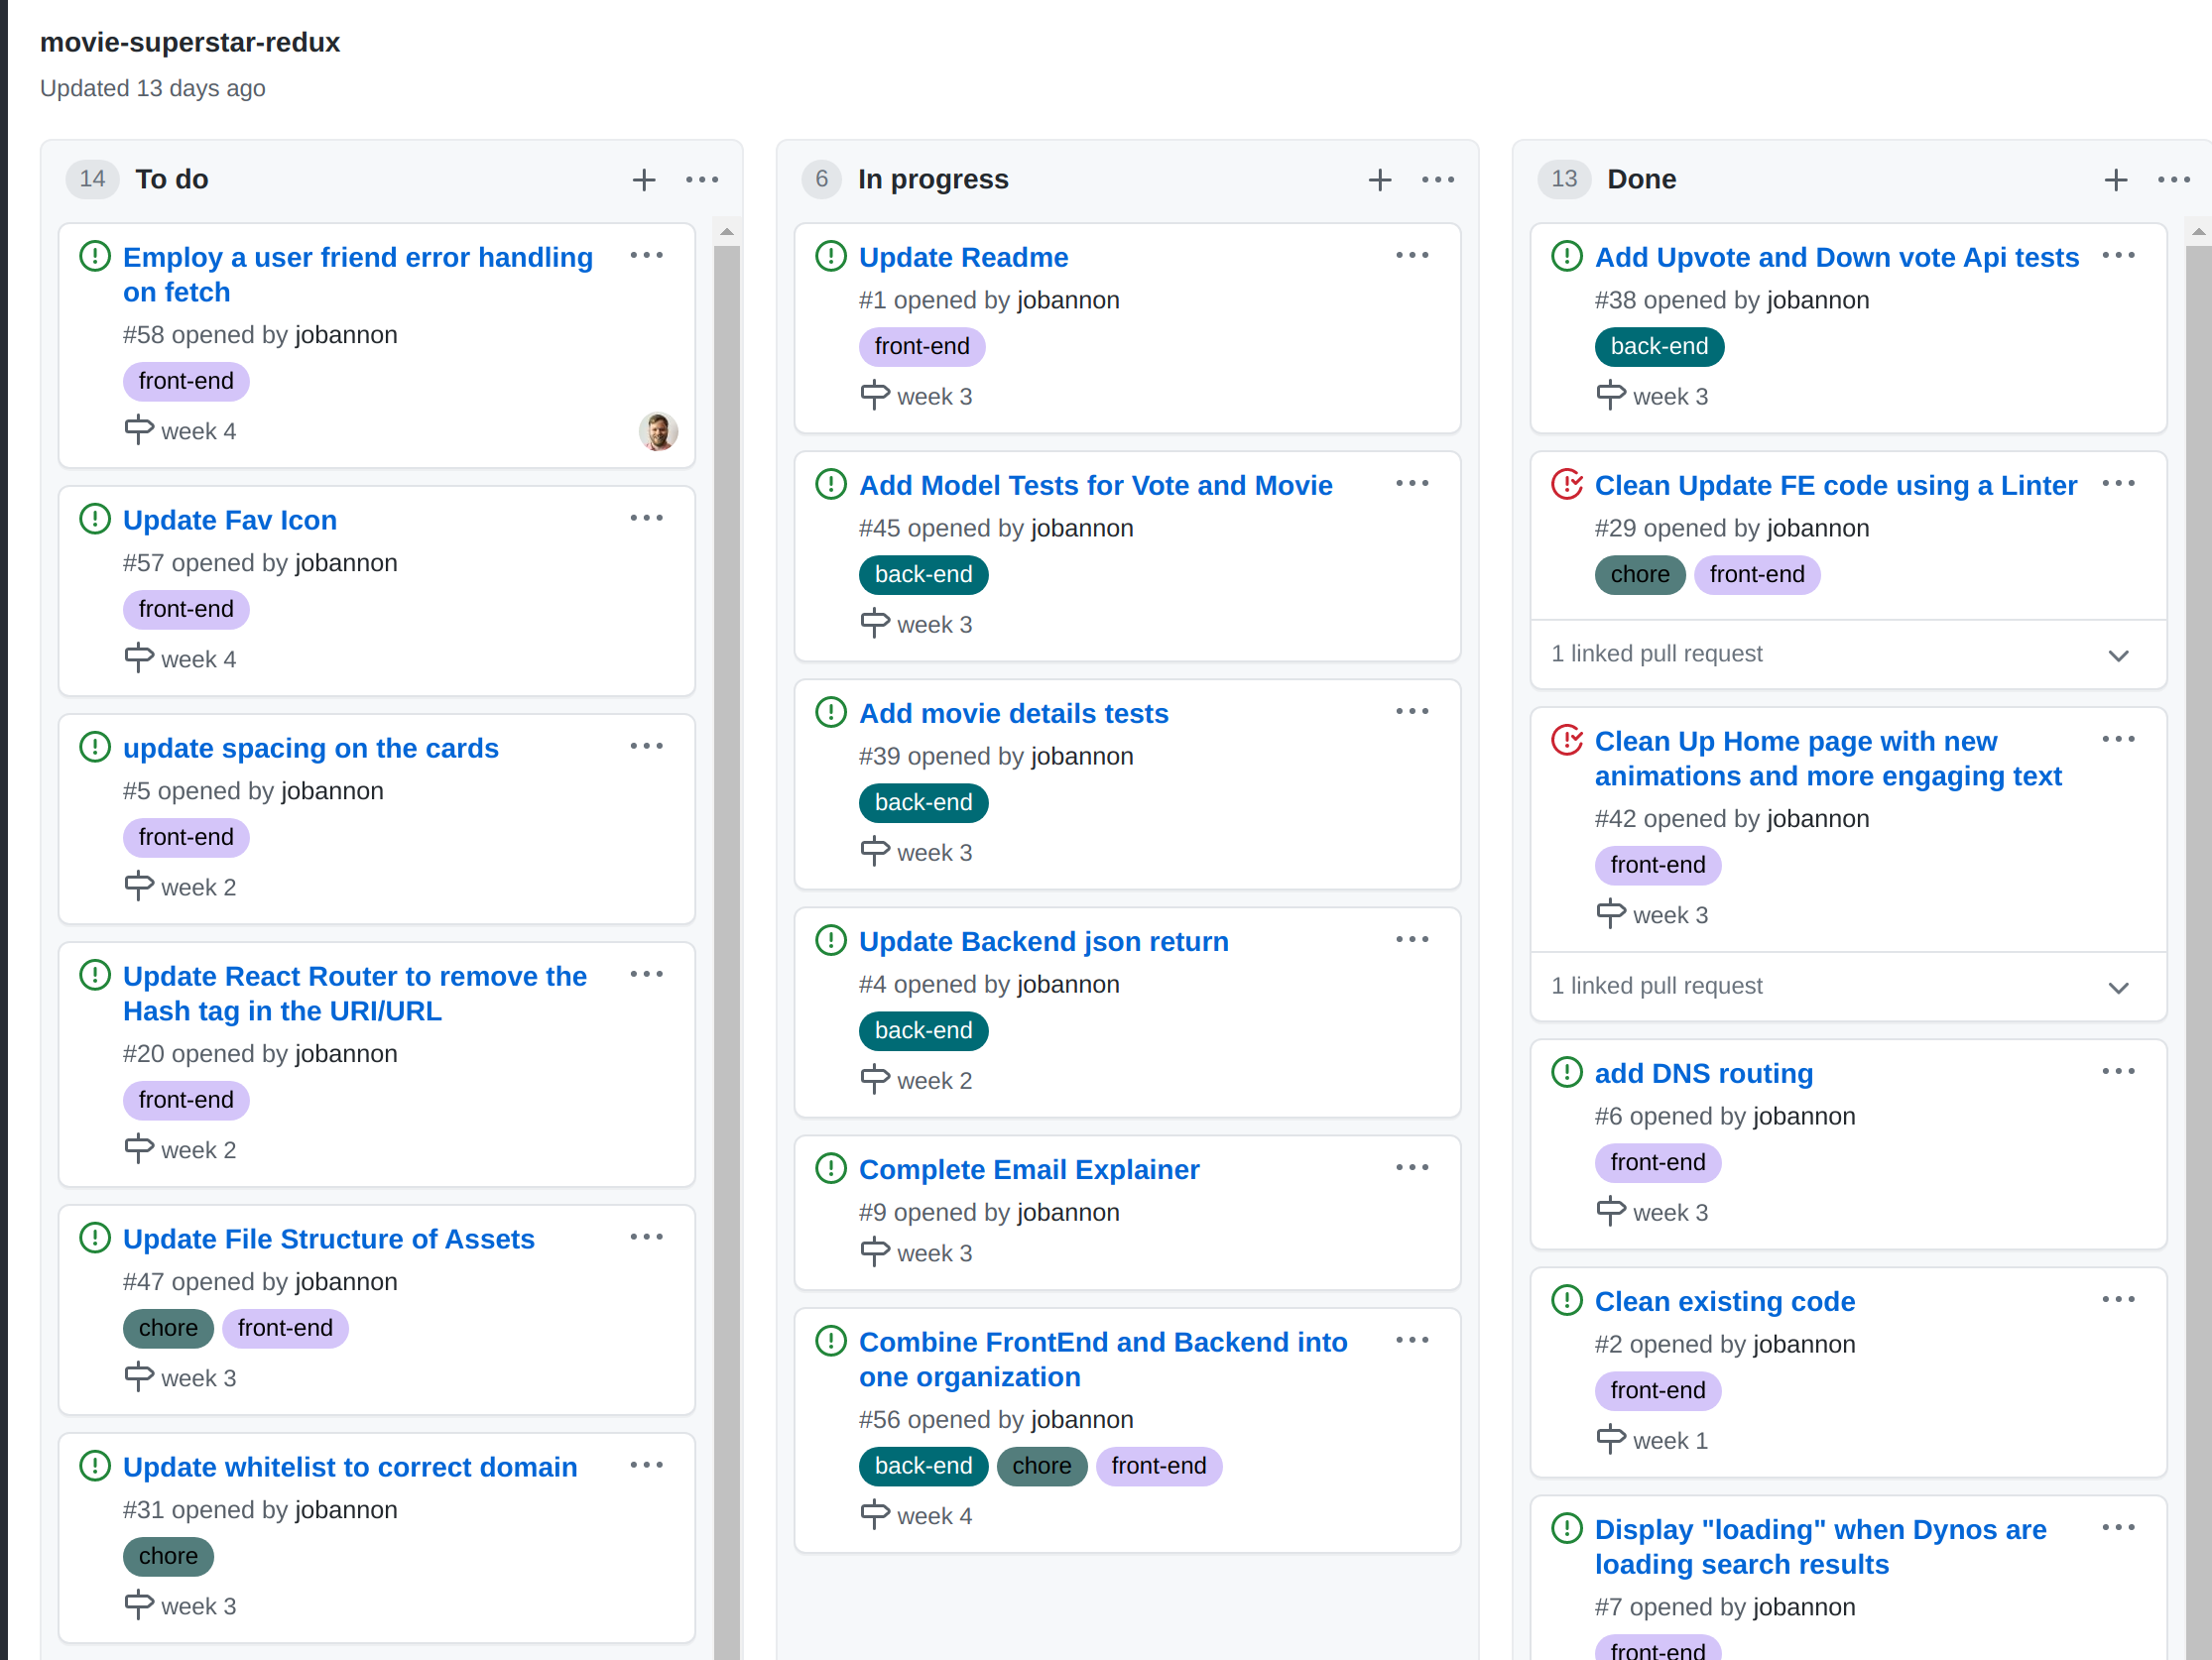 movie-superstar-redux
Updated 13 days ago
14 To do
Employ a user friend error handling
on fetch
#58 opened by jobannon
front-end
week 4
Update Fav Icon
#57 opened by jobannon
front-end
week 4
update spacing on the cards
#5 opened by jobannon
front-end
week 2
Update React Router to remove the
Hash tag in the URI/URL
#20 opened by jobannon
front-end
week 2
Update File Structure of Assets
#47 opened by jobannon
chore front-end
week 3
Update whitelist to correct domain
#31 opened by jobannon
chore
week 3
6 In progress
Update Readme
#1 opened by jobannon
front-end
week 3
Add Model Tests for Vote and Movie
#45 opened by jobannon
back-end
week 3
Add movie details tests
#39 opened by jobannon
back-end
week 3
Update Backend json return
#4 opened by jobannon
back-end
week 2
Complete Email Explainer
#9 opened by jobannon
week 3
Combine FrontEnd and Backend into
one organization
#56 opened by jobannon
back-end chore front-end
week 4
13 Done
Add Upvote and Down vote Api tests
#38 opened by jobannon
back-end
week 3
Clean Update FE code using a Linter
#29 opened by jobannon
chore front-end
1 linked pull request
Clean Up Home page with new
animations and more engaging text
#42 opened by jobannon
front-end
week 3
1 linked pull request
add DNS routing
#6 opened by jobannon
front-end
week 3
Clean existing code
#2 opened by jobannon
front-end
week 1
Display "loading" when Dynos are
loading search results
#7 opened by jobannon
front-end